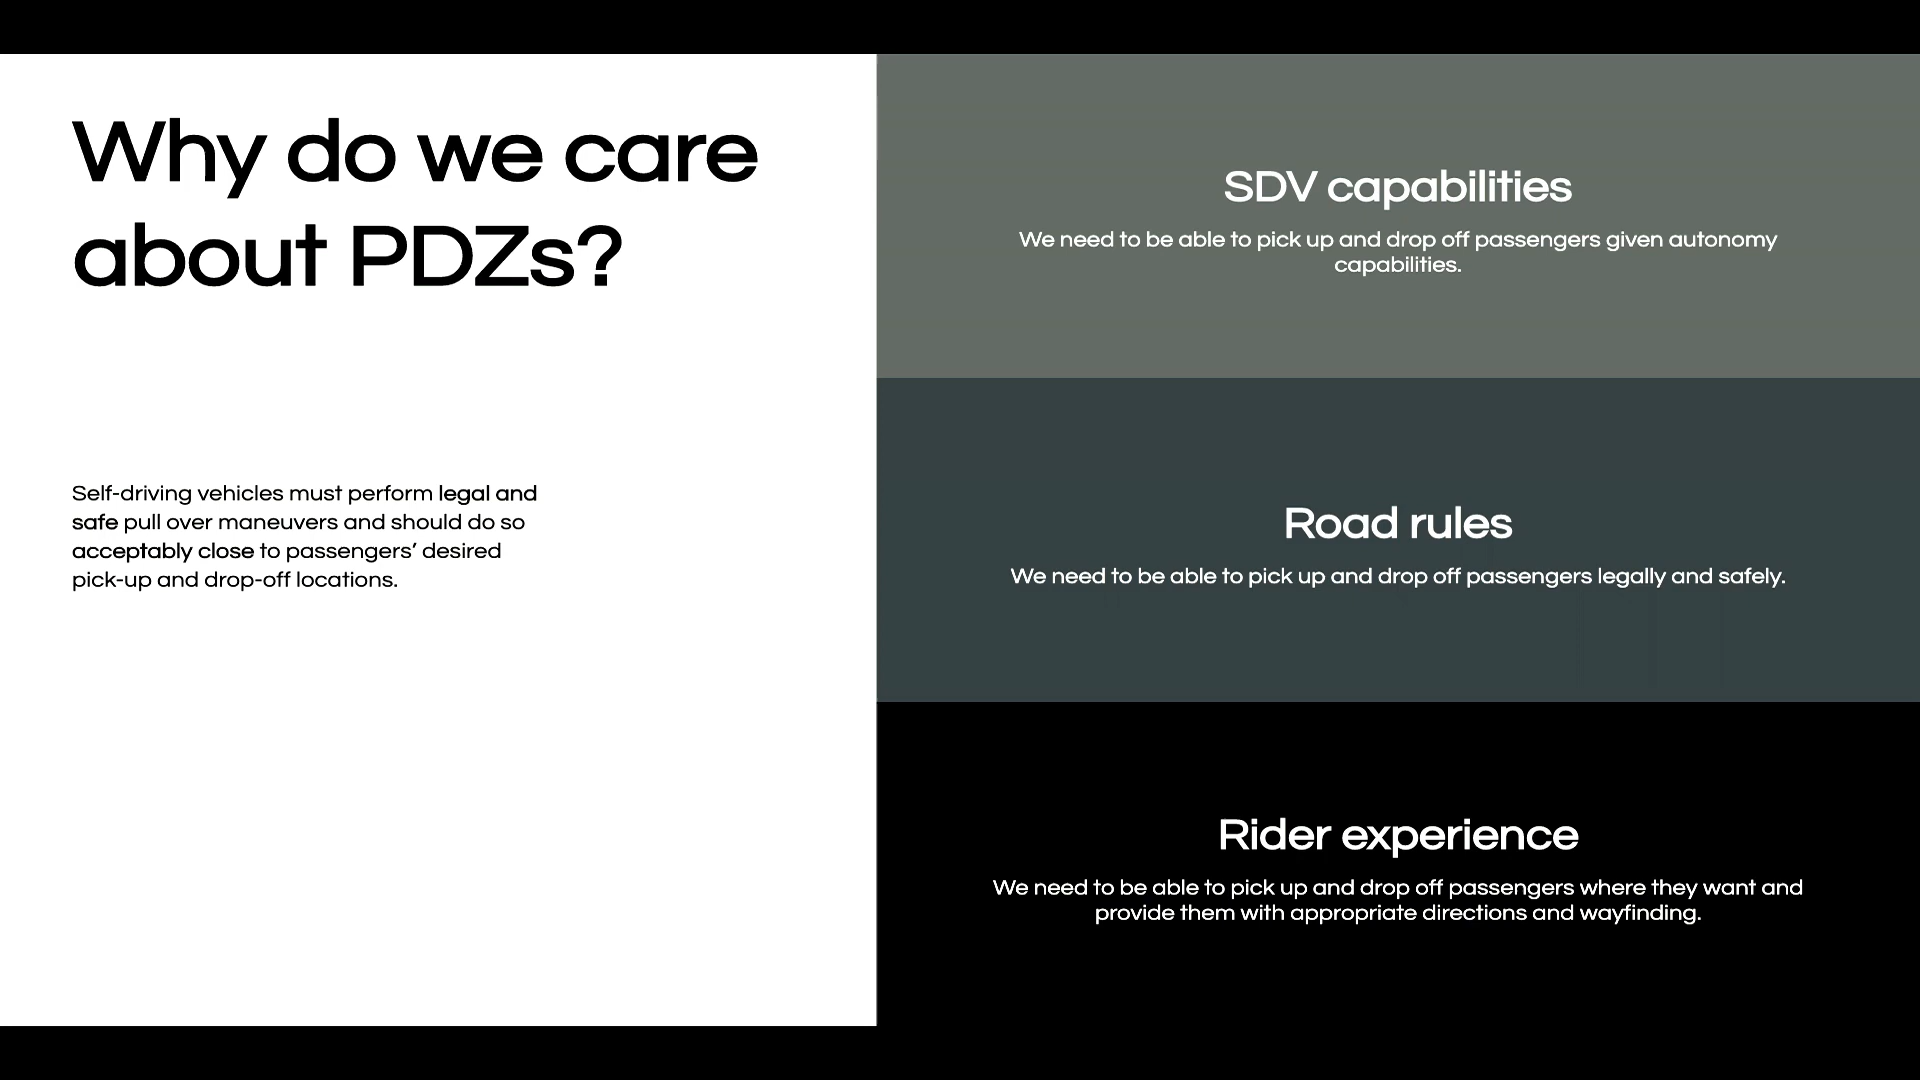 Why do we care
about PDZs?
Self-driving vehicles must perform legal and
safe pull over maneuvers and should do so
acceptably close to passengers’ desired
pick-up and drop-off locations.
SDV capabilities
We need to be able to pick up and drop off passengers given autonomy
capabilities.
Road rules
We need to be able to pick up and drop off passengers legally and safely.
Rider experience
We need to be able to pick up and drop off passengers where they want and
provide them with appropriate directions and wayfinding.